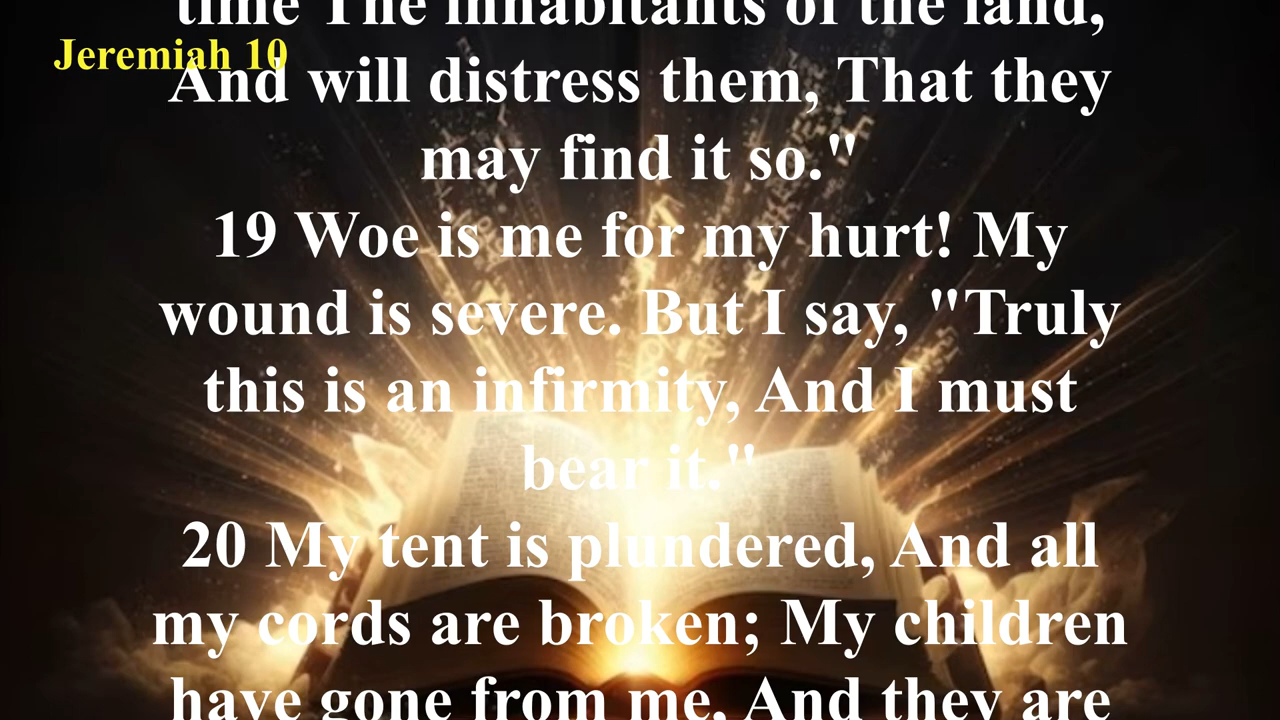 time The inhabitants of the land,
Jeremiah 10
And will distress them, That they
may find it so."
19 Woe is me for my hurt! My
wound is severe. But I say, "Truly
this is an infirmity, And I must
bear it."
20 My tent is plundered, And all
my cords are broken; My children
have gone from me, And they are